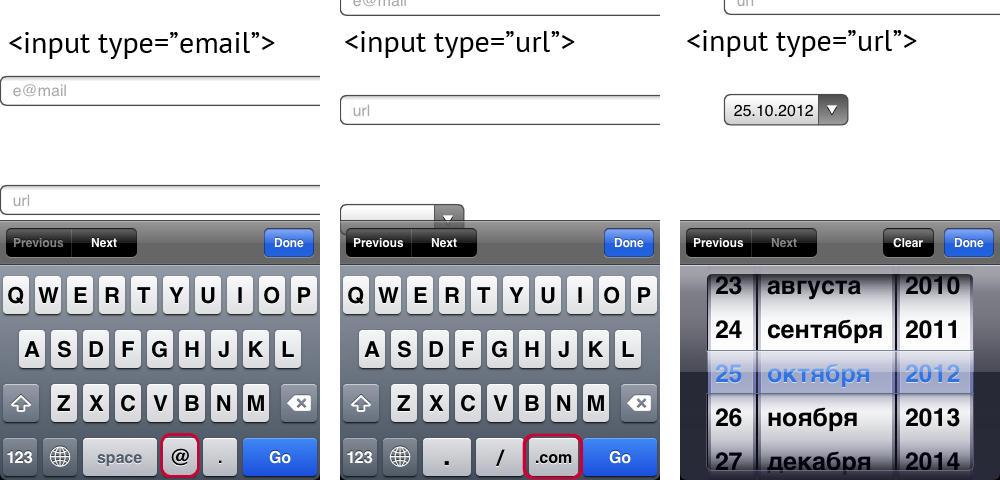 <input type=”email”>
e@mail
url
Previous Next Done
Q W E R T Y U I O P
A S D F G H J K L
Z X C V B N M
123 space @ . Go
e@mail
<input type=”url”>
url
Previous Next Done
Q W E R T Y U I O P
A S D F G H J K L
Z X C V B N M
123 . / .com Go
url
<input type=”url”>
25.10.2012
Previous Next Clear Done
23 августа 2010
24 сентября 2011
25 октября 2012
26 ноября 2013
27 декабря 2014